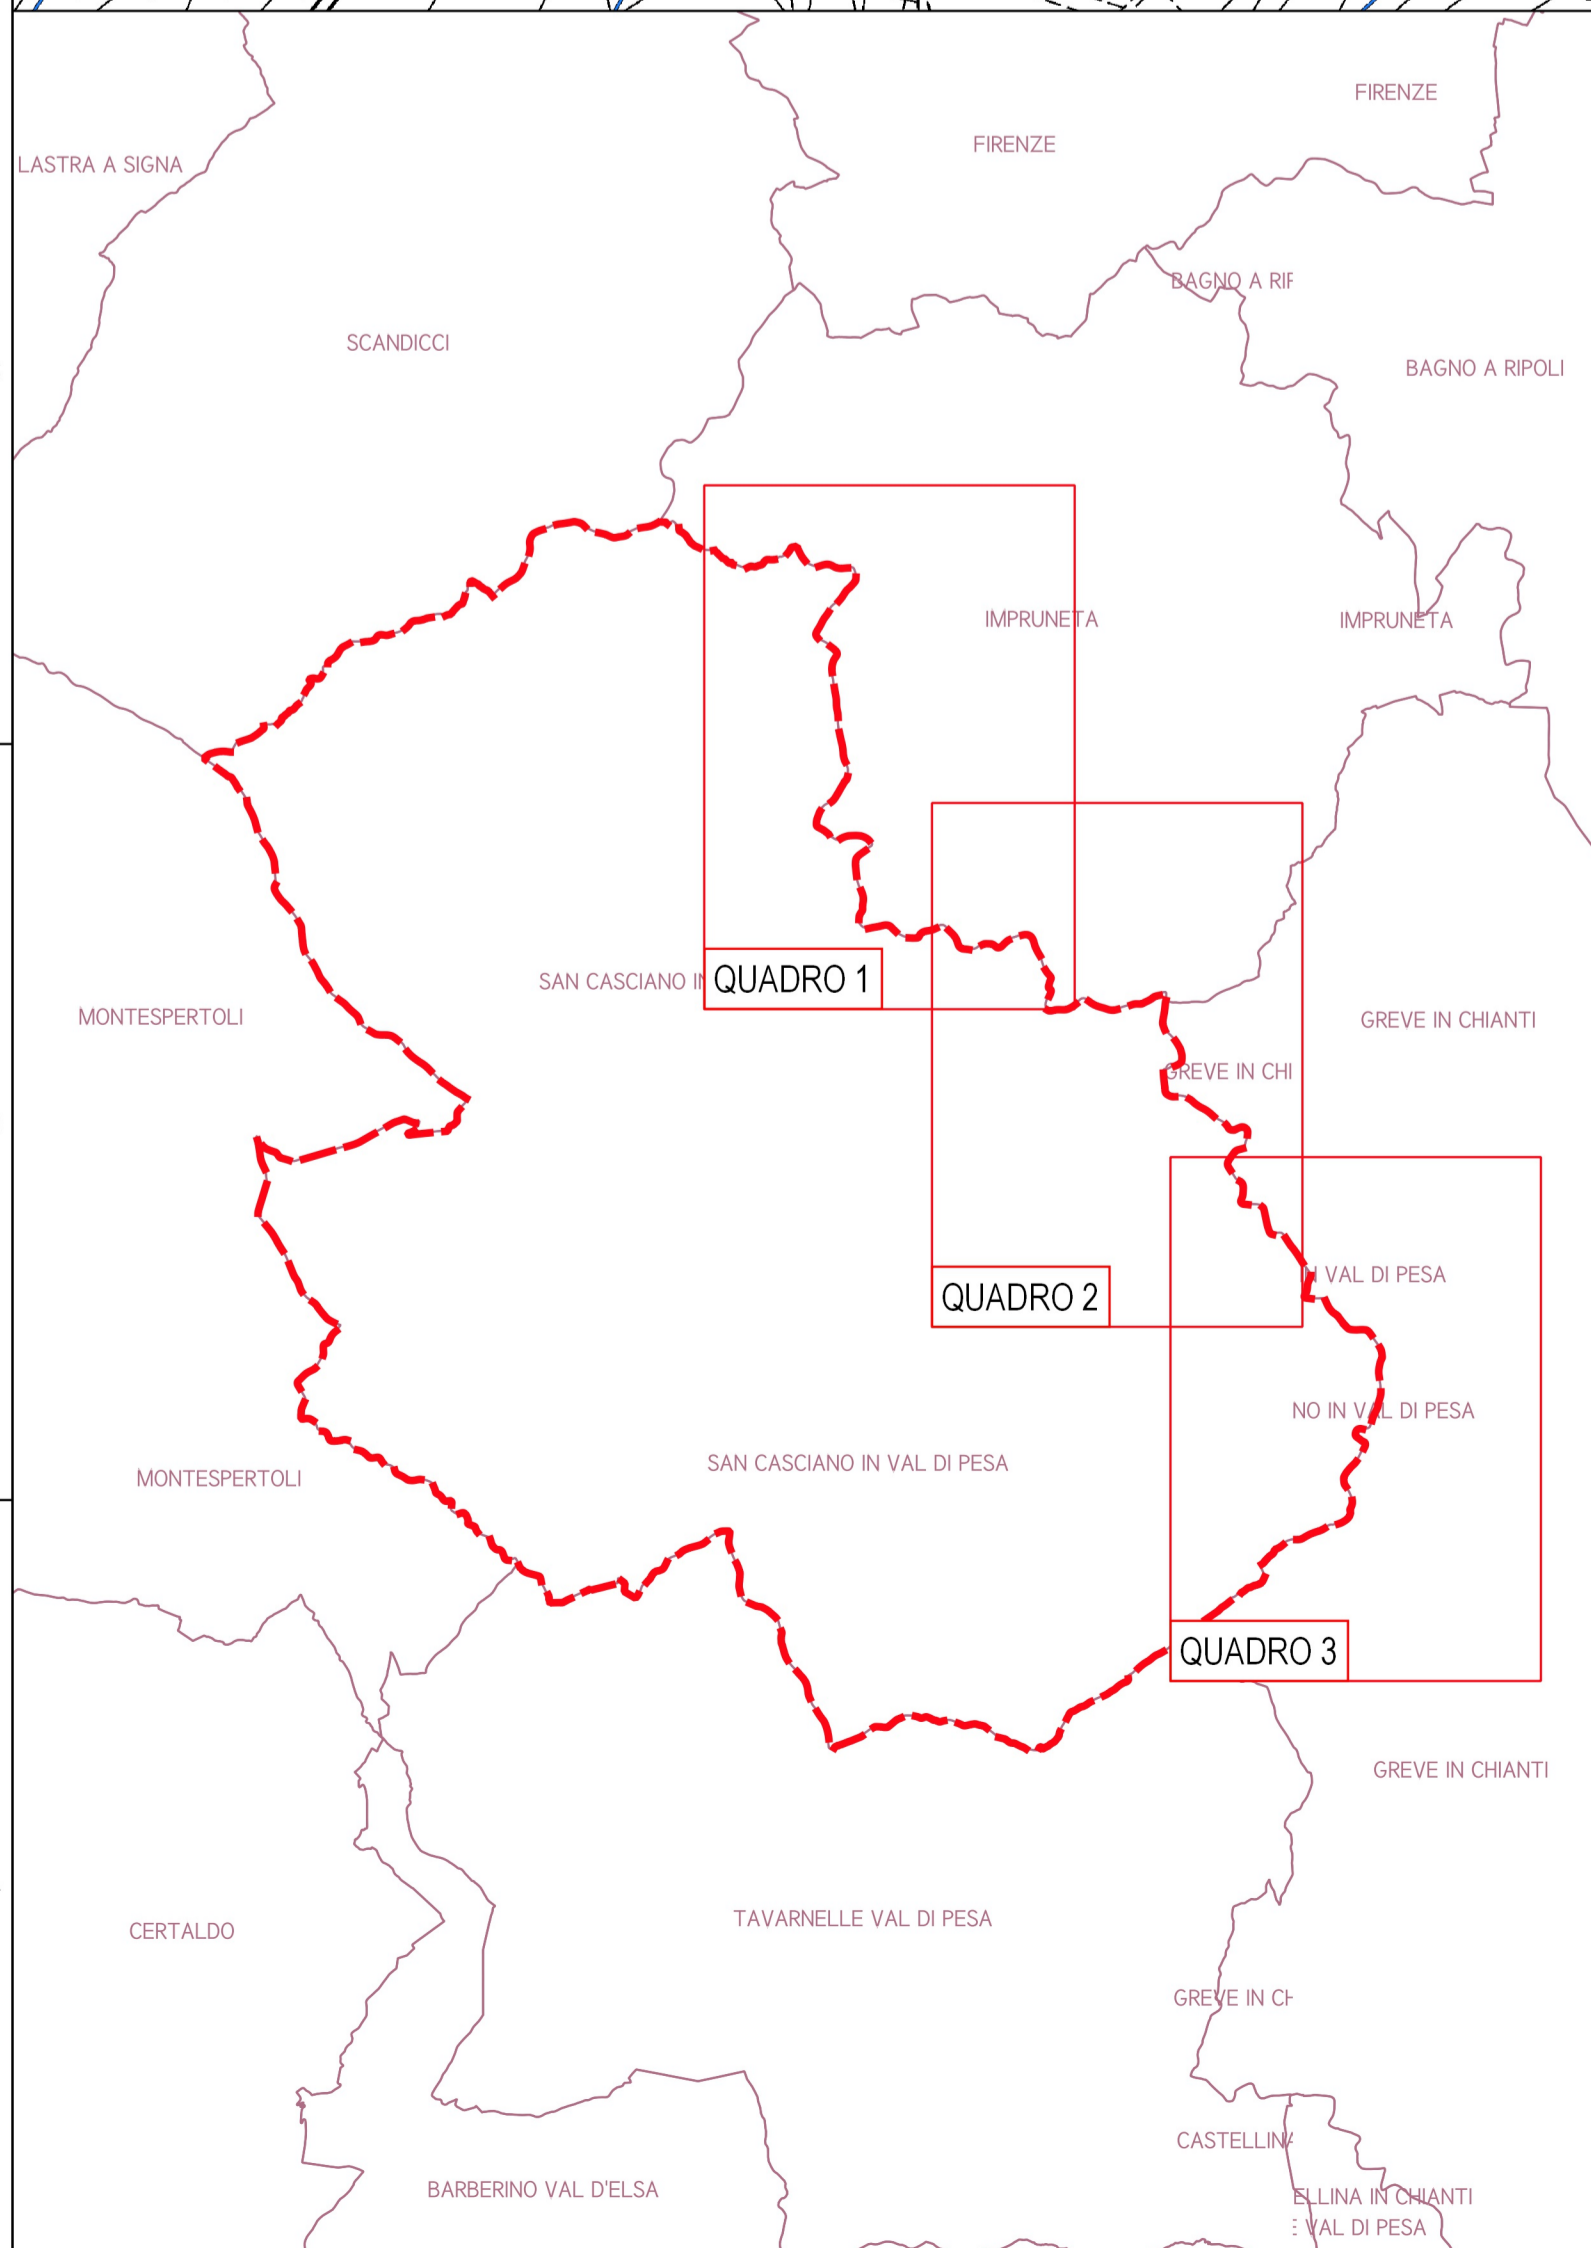 FIRENZE
FIRENZE
LASTRA A SIGNA
BAGNO A RIP
SCANDICCI
BAGNO A RIPOLI
IMPRUNETA
IMPRUNETA
SAN CASCIANO IN
QUADRO 1
MONTESPERTOLI
GREVE IN CHIANTI
GREVE IN CHI
IN VAL DI PESA
QUADRO 2
NO IN VAL DI PESA
SAN CASCIANO IN VAL DI PESA
MONTESPERTOLI
QUADRO 3
GREVE IN CHIANTI
TAVARNELLE VAL DI PESA
CERTALDO
GREVE IN CH
CASTELLINA
BARBERINO VAL D'ELSA
ELLINA IN CHIANTI
E VAL DI PESA